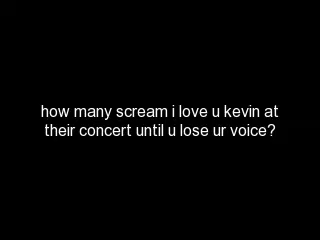 how many scream i love u kevin at
their concert until u lose ur voice?